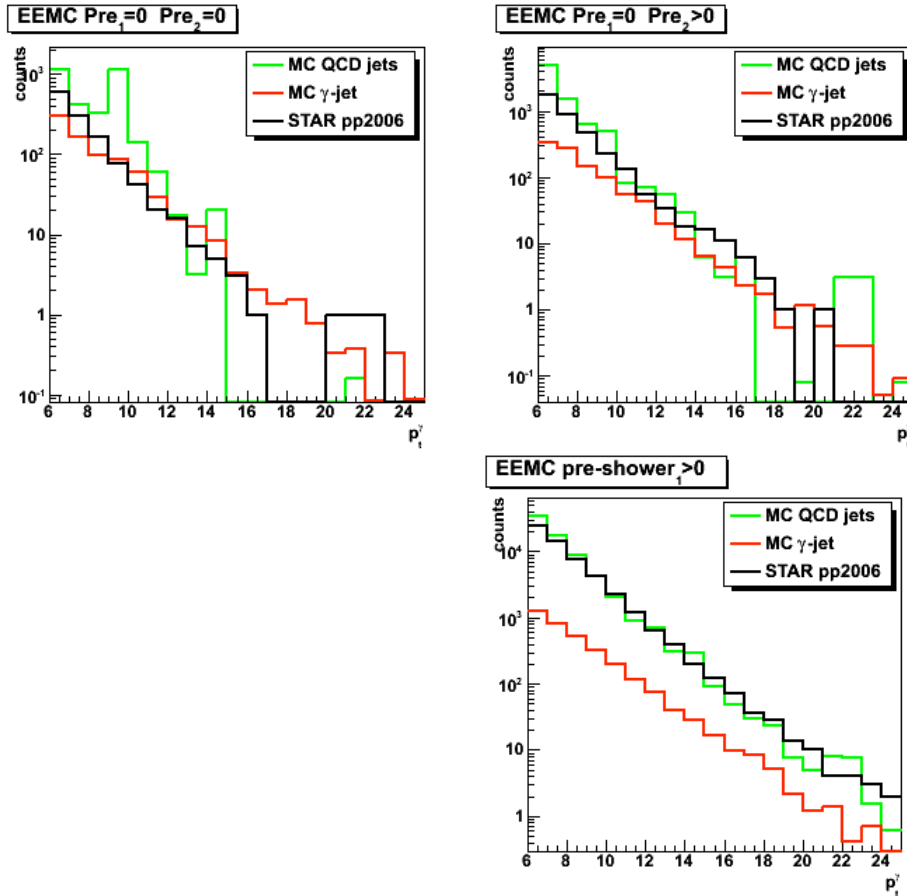 EEMC Pre₁=0 Pre₂=0
counts
MC QCD jets
MC γ-jet
STAR pp2006
10³
10²
10
1
10⁻¹
6 8 10 12 14 16 18 20 22 24
pₜᵞ
EEMC Pre₁=0 Pre₂>0
counts
MC QCD jets
MC γ-jet
STAR pp2006
10³
10²
10
1
10⁻¹
6 8 10 12 14 16 18 20 22 24
pₜᵞ
EEMC pre-shower₁>0
counts
MC QCD jets
MC γ-jet
STAR pp2006
10⁴
10³
10²
10
1
6 8 10 12 14 16 18 20 22 24
pₜᵞ